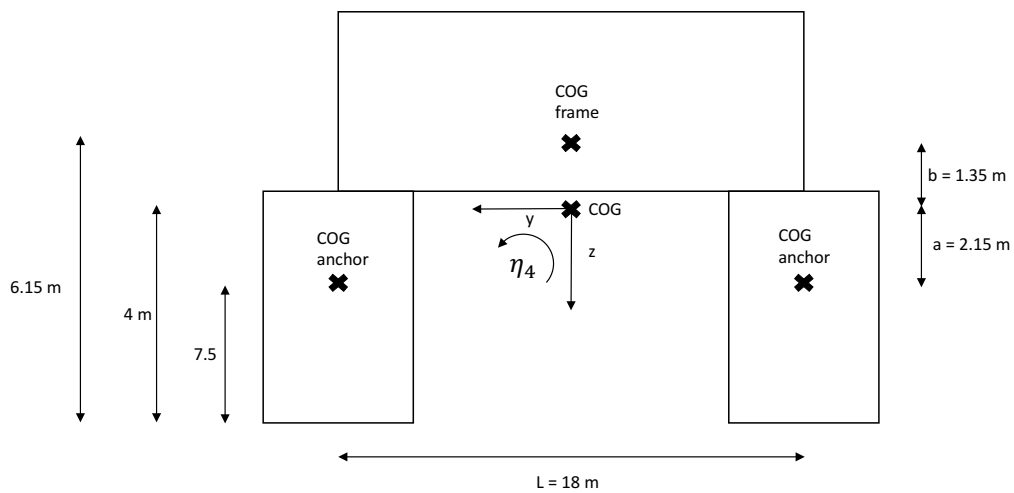 COG
frame
b = 1.35 m
COG
y
COG
anchor
COG
anchor
z
a = 2.15 m
η₄
6.15 m
4 m
7.5
L = 18 m